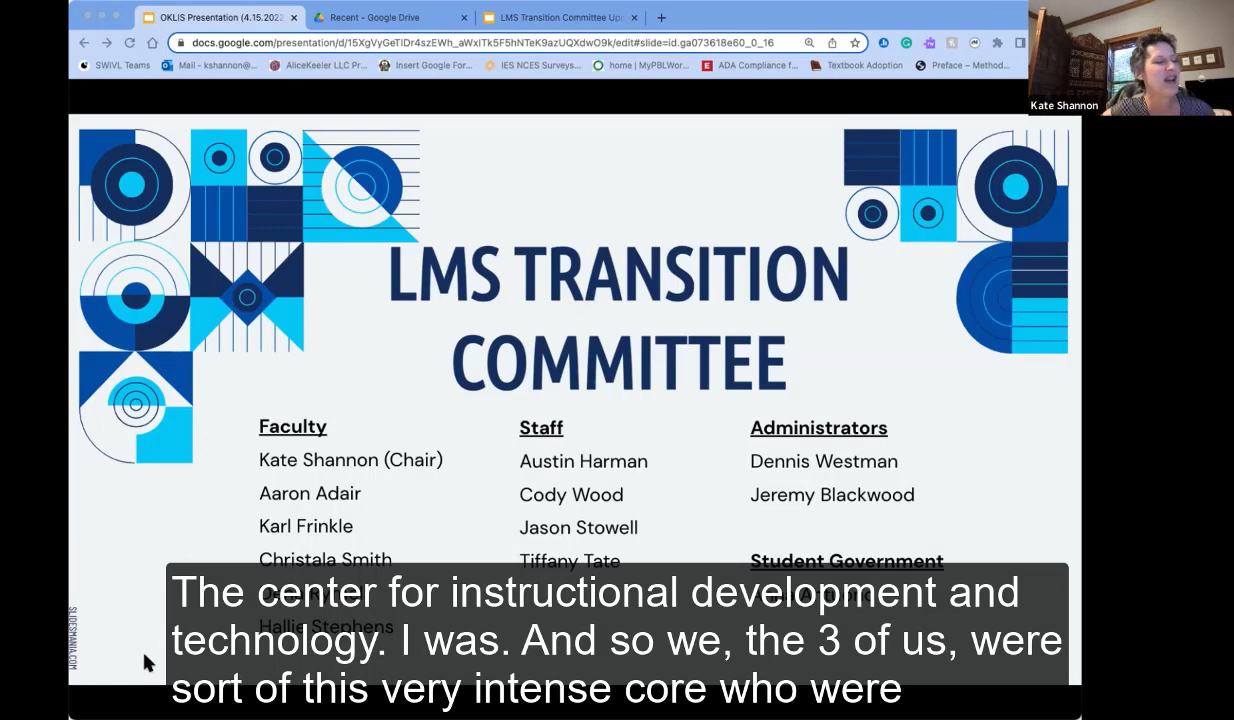 OKLIS Presentation (4.15.2022
Recent - Google Drive
LMS Transition Committee Up
docs.google.com/presentation/d/15XgVyGeTlDr4szEWh_aWxITk5F5hNTeK9azUQXdwO9k/edit#slide=id.ga073618e60_0_16
SWIVL Teams
Mail - kshannon@...
AliceKeeler LLC Pr...
Insert Google For...
IES NCES Surveys...
home | MyPBLWor...
ADA Compliance f...
Textbook Adoption
Preface – Method...
Kate Shannon
LMS TRANSITION
COMMITTEE
Faculty
Kate Shannon (Chair)
Aaron Adair
Karl Frinkle
Christala Smith
Hallie Stephens
Staff
Austin Harman
Cody Wood
Jason Stowell
Tiffany Tate
Administrators
Dennis Westman
Jeremy Blackwood
Student Government
SLIDESMANIA.COM
The center for instructional development and
technology. I was. And so we, the 3 of us, were
sort of this very intense core who were